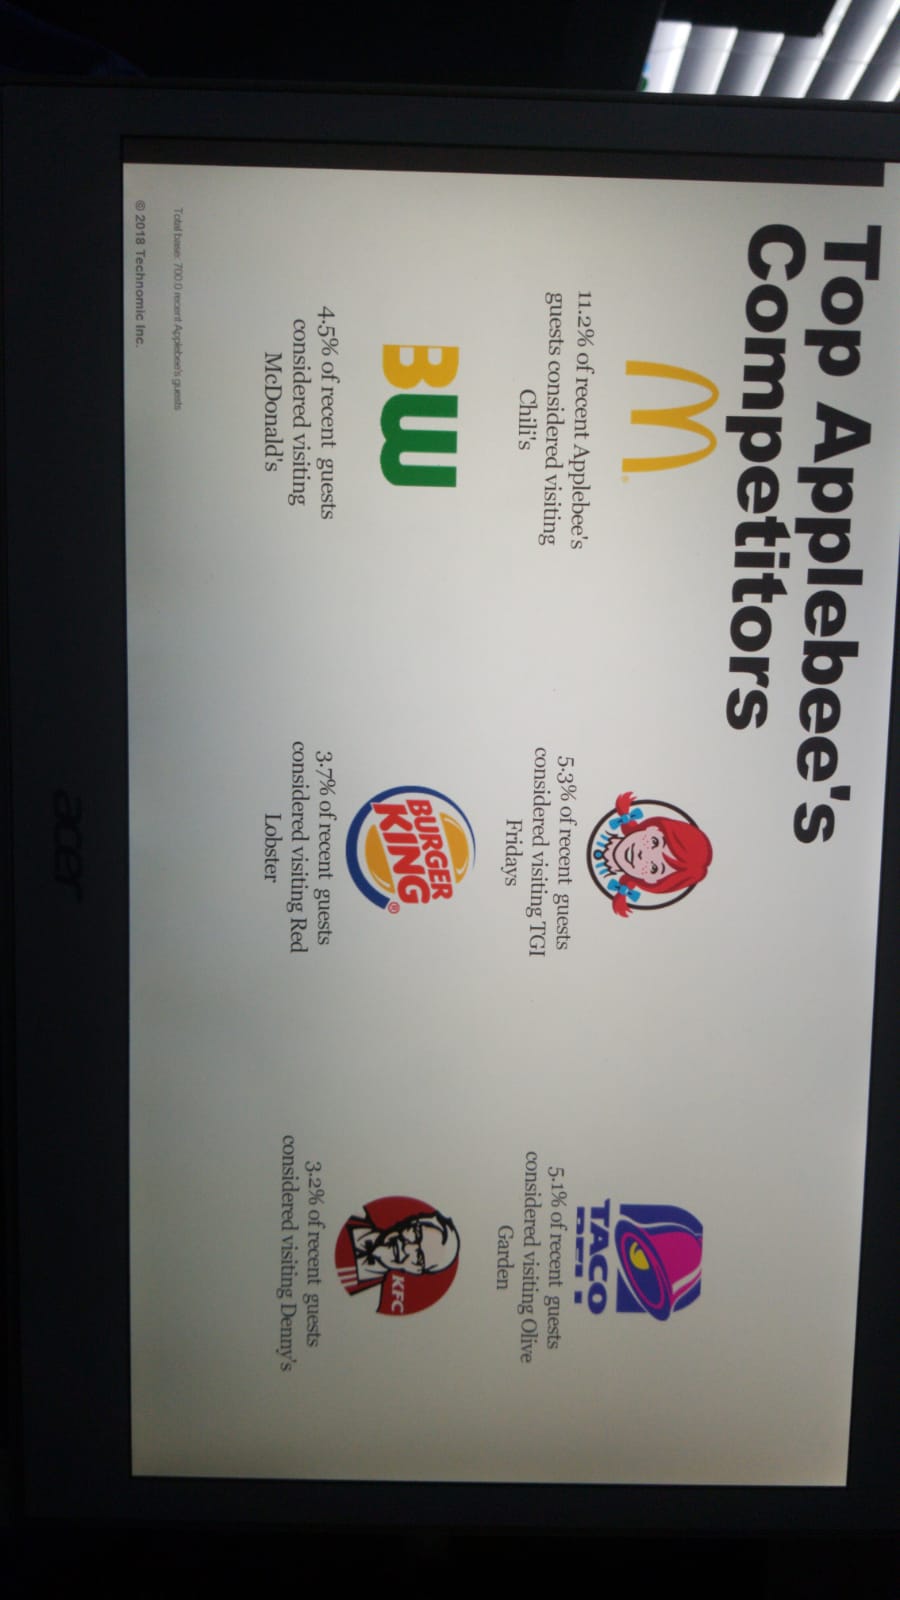 Top Applebee's
Competitors
TACO
BELL
11.2% of recent Applebee's
guests considered visiting
Chili's
5.3% of recent guests
considered visiting TGI
Fridays
5.1% of recent guests
considered visiting Olive
Garden
BW
BURGER
KING®
KFC
4.5% of recent guests
considered visiting
McDonald's
3.7% of recent guests
considered visiting Red
Lobster
3.2% of recent guests
considered visiting Denny's
Total base: 700.0 recent Applebee's guests
© 2018 Technomic Inc.
acer